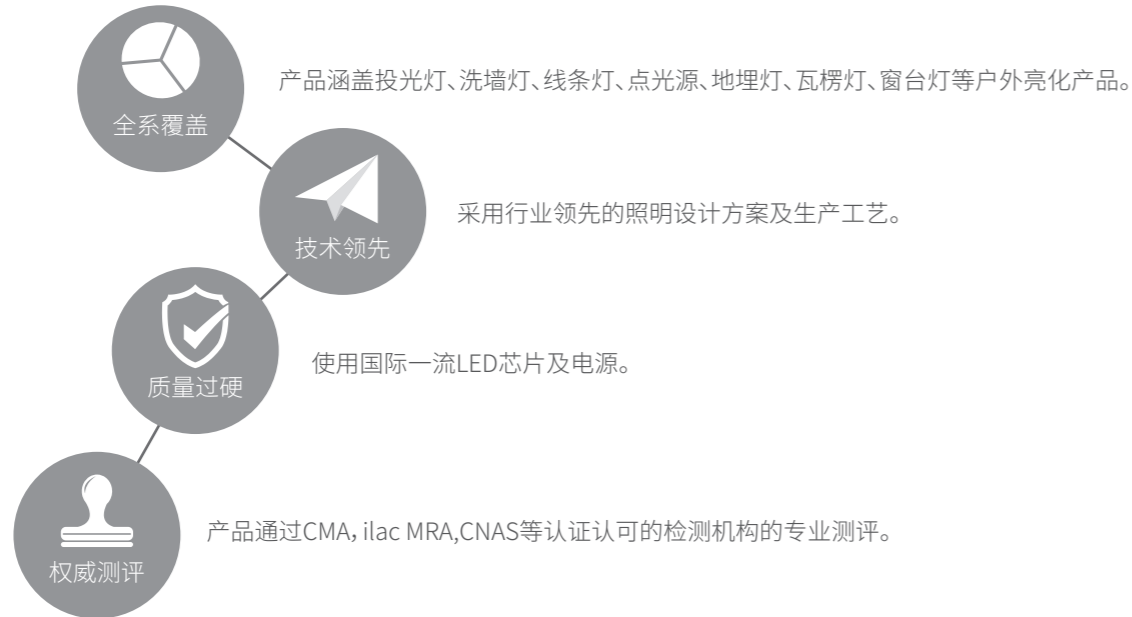 全系覆盖
产品涵盖投光灯、洗墙灯、线条灯、点光源、地埋灯、瓦楞灯、窗台灯等户外亮化产品。
技术领先
采用行业领先的照明设计方案及生产工艺。
质量过硬
使用国际一流LED芯片及电源。
权威测评
产品通过CMA，ilac MRA,CNAS等认证认可的检测机构的专业测评。